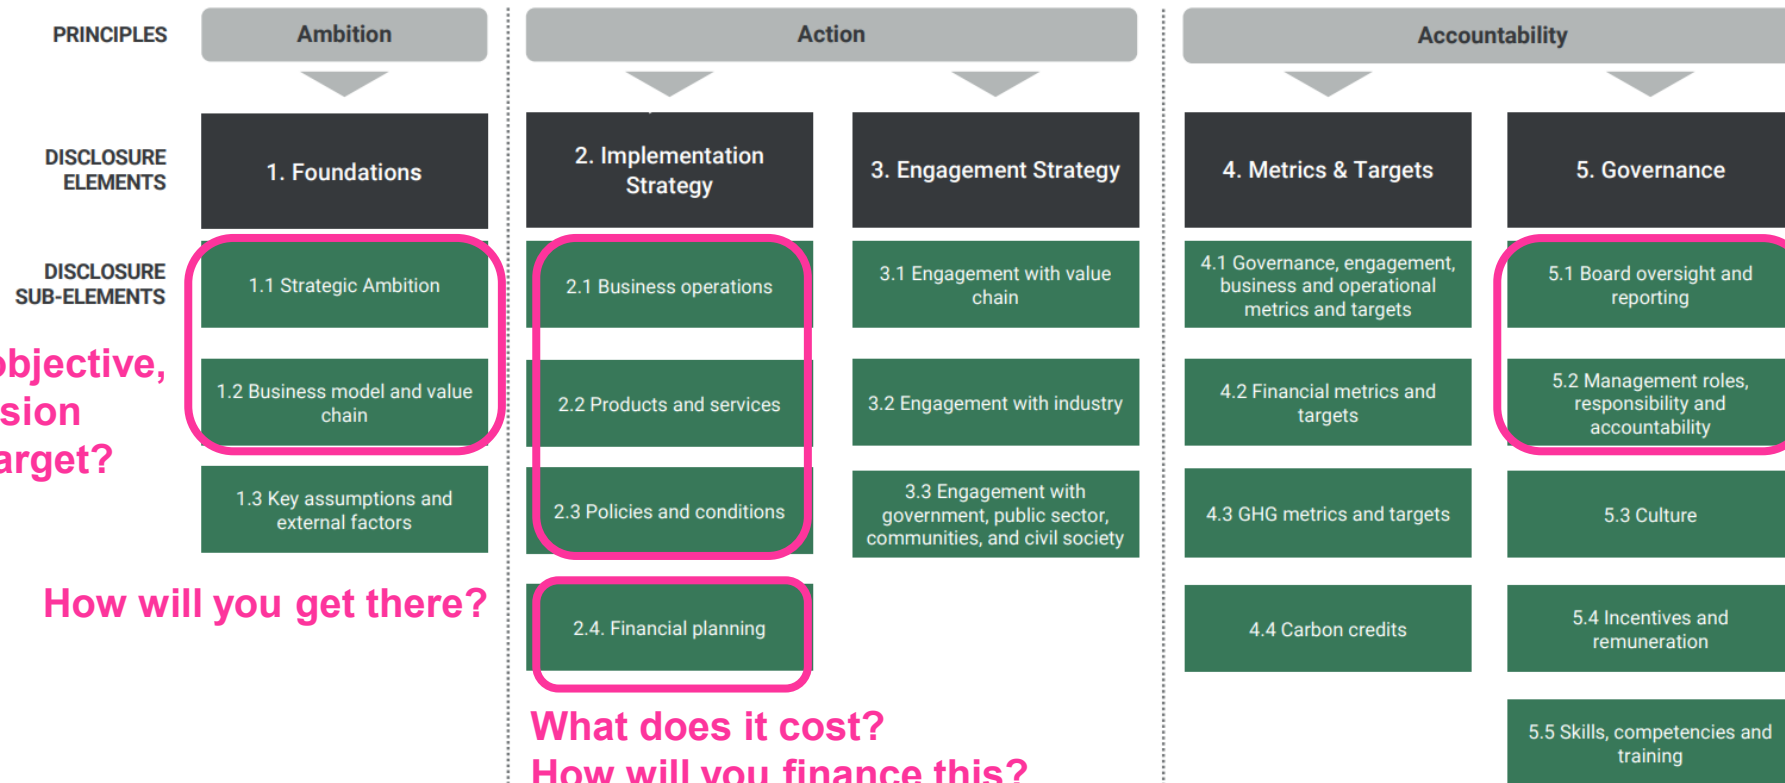 PRINCIPLES
Ambition
Action
Accountability
DISCLOSURE
ELEMENTS
1. Foundations
2. Implementation
Strategy
3. Engagement Strategy
4. Metrics & Targets
5. Governance
DISCLOSURE
SUB-ELEMENTS
1.1 Strategic Ambition
1.2 Business model and value
chain
1.3 Key assumptions and
external factors
2.1 Business operations
2.2 Products and services
2.3 Policies and conditions
2.4. Financial planning
3.1 Engagement with value
chain
3.2 Engagement with industry
3.3 Engagement with
government, public sector,
communities, and civil society
4.1 Governance, engagement,
business and operational
metrics and targets
4.2 Financial metrics and
targets
4.3 GHG metrics and targets
4.4 Carbon credits
5.1 Board oversight and
reporting
5.2 Management roles,
responsibility and
accountability
5.3 Culture
5.4 Incentives and
remuneration
5.5 Skills, competencies and
training
objective,
sion
arget?
How will you get there?
What does it cost?
How will you finance this?